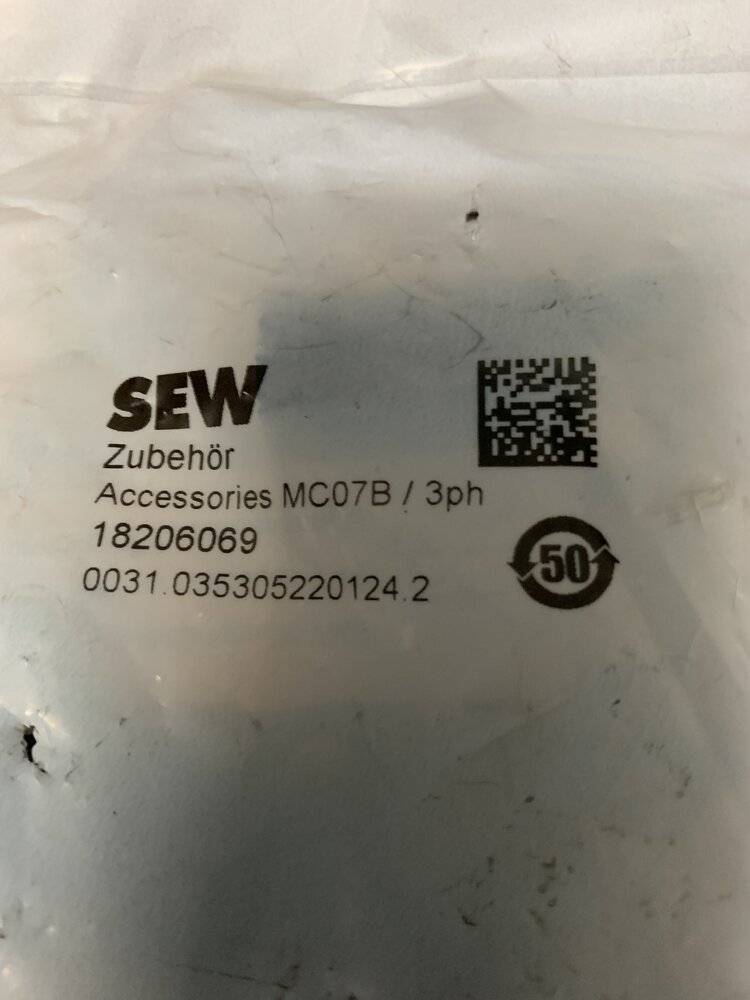 SEW
Zubehör
Accessories MC07B / 3ph
18206069
0031.035305220124.2
50